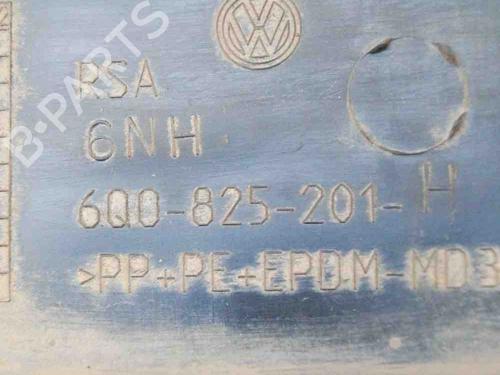 RSA
6NH
6Q0-825-201-H
>PP+PE+EPDM-MD3
B-PARTS